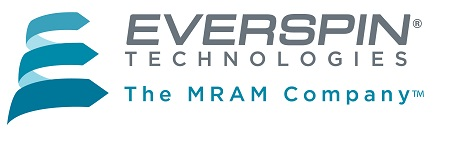 EVERSPIN®
TECHNOLOGIES
The MRAM Company™